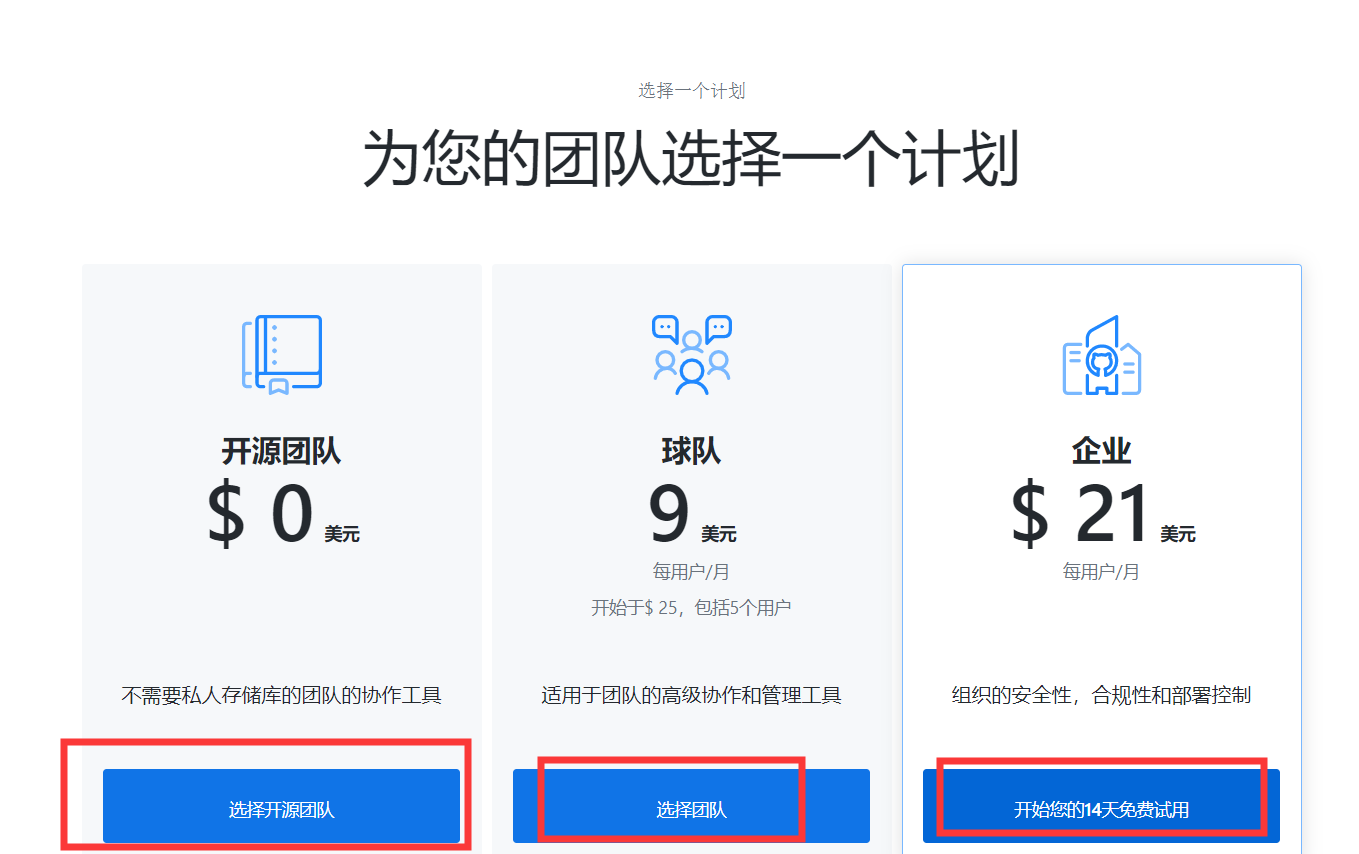 选择一个计划
为您的团队选择一个计划
开源团队
$ 0 美元
不需要私人存储库的团队的协作工具
选择开源团队
球队
9 美元
每用户/月
开始于$ 25，包括5个用户
适用于团队的高级协作和管理工具
选择团队
企业
$ 21 美元
每用户/月
组织的安全性，合规性和部署控制
开始您的14天免费试用